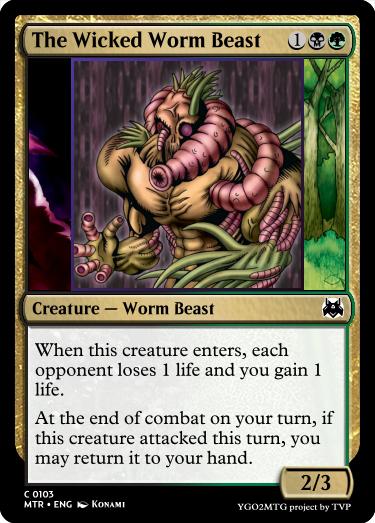 The Wicked Worm Beast 1
Creature — Worm Beast
When this creature enters, each
opponent loses 1 life and you gain 1
life.
At the end of combat on your turn, if
this creature attacked this turn, you
may return it to your hand.
2/3
C 0103
MTR • ENG KONAMI
YGO2MTG project by TVP